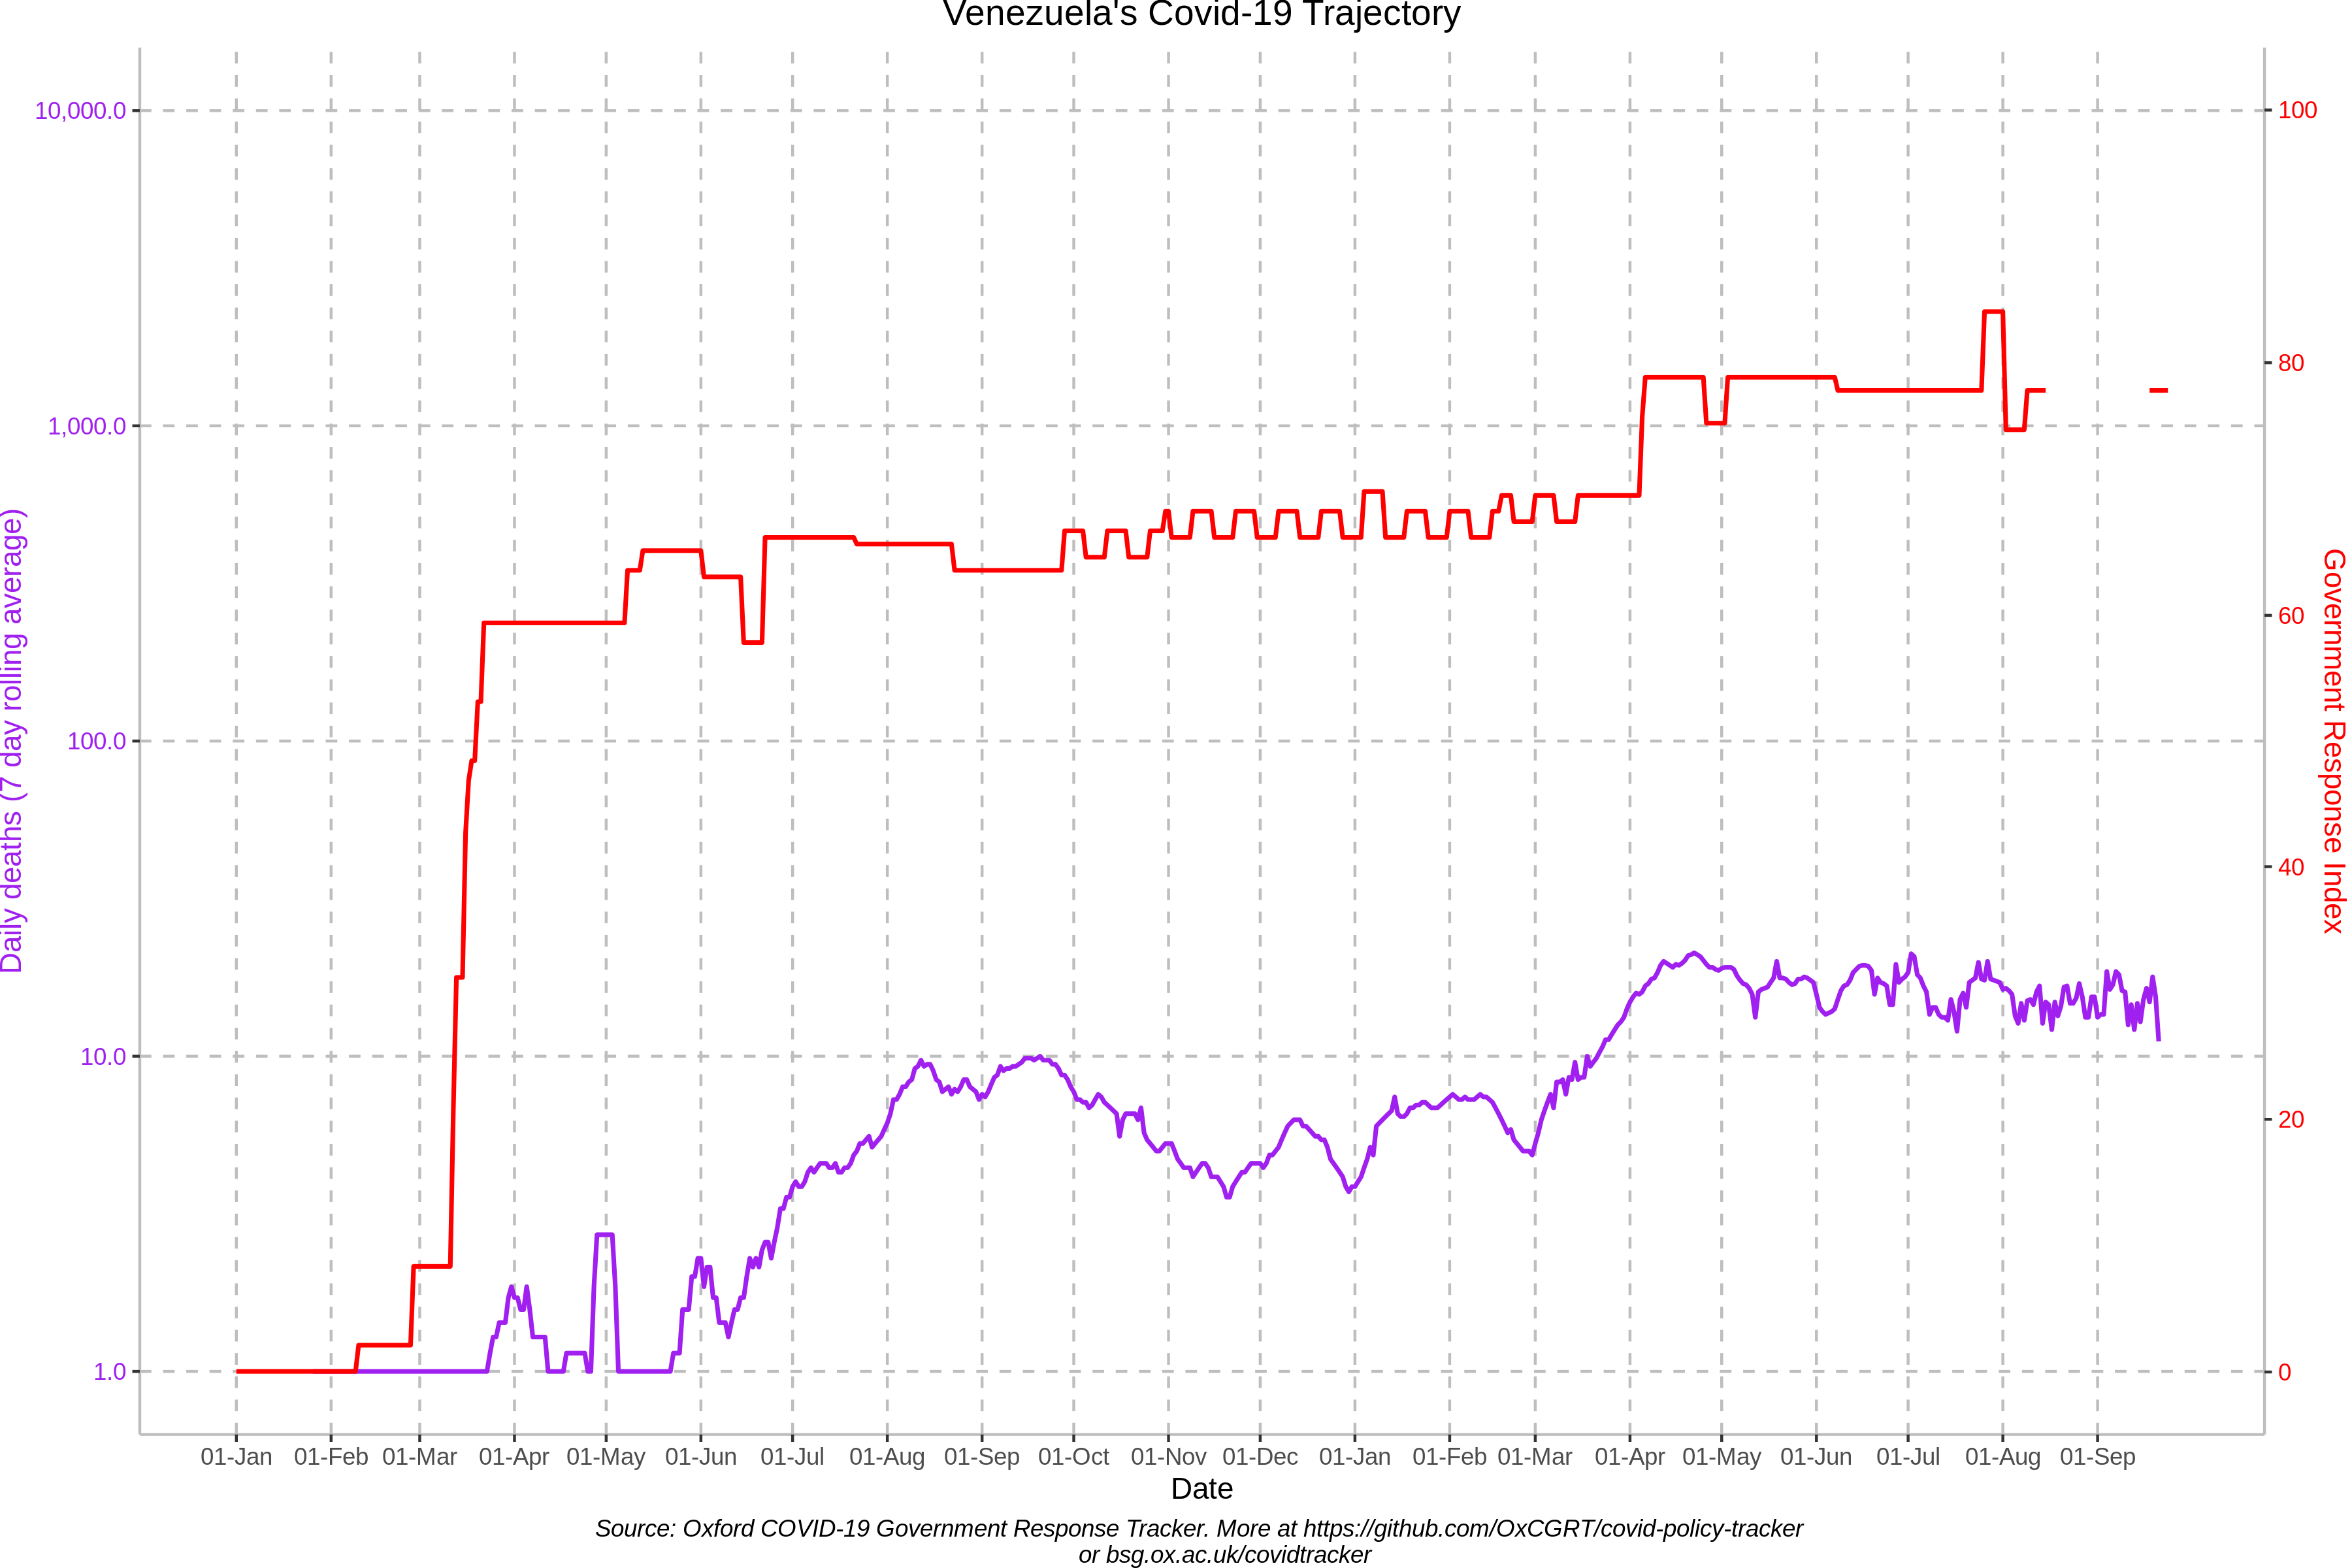 Venezuela's Covid-19 Trajectory
10,000.0
1,000.0
100.0
10.0
1.0
Daily deaths (7 day rolling average)
100
80
60
40
20
0
Government Response Index
01-Jan 01-Feb 01-Mar 01-Apr 01-May 01-Jun 01-Jul 01-Aug 01-Sep 01-Oct 01-Nov 01-Dec 01-Jan 01-Feb 01-Mar 01-Apr 01-May 01-Jun 01-Jul 01-Aug 01-Sep
Date
Source: Oxford COVID-19 Government Response Tracker. More at https://github.com/OxCGRT/covid-policy-tracker
or bsg.ox.ac.uk/covidtracker